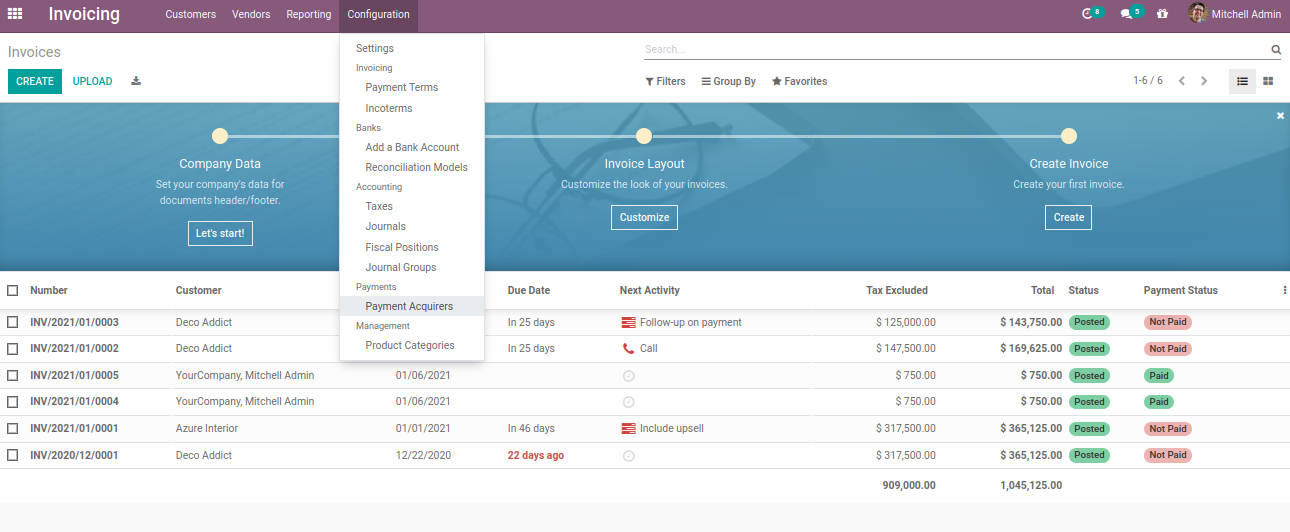 Invoicing Customers Vendors Reporting Configuration 8 5 Mitchell Admin
Invoices Search...
CREATE UPLOAD Filters Group By Favorites 1-6 / 6
Settings
Invoicing
Payment Terms
Incoterms
Banks
Add a Bank Account
Reconciliation Models
Accounting
Taxes
Journals
Fiscal Positions
Journal Groups
Payments
Payment Acquirers
Management
Product Categories
Company Data
Set your company's data for
documents header/footer.
Let's start!
Invoice Layout
Customize the look of your invoices.
Customize
Create Invoice
Create your first invoice.
Create
Number Customer Due Date Next Activity Tax Excluded Total Status Payment Status
INV/2021/01/0003 Deco Addict In 25 days Follow-up on payment $ 125,000.00 $ 143,750.00 Posted Not Paid
INV/2021/01/0002 Deco Addict In 25 days Call $ 147,500.00 $ 169,625.00 Posted Not Paid
INV/2021/01/0005 YourCompany, Mitchell Admin 01/06/2021 $ 750.00 $ 750.00 Posted Paid
INV/2021/01/0004 YourCompany, Mitchell Admin 01/06/2021 $ 750.00 $ 750.00 Posted Paid
INV/2021/01/0001 Azure Interior 01/01/2021 In 46 days Include upsell $ 317,500.00 $ 365,125.00 Posted Not Paid
INV/2020/12/0001 Deco Addict 12/22/2020 22 days ago $ 317,500.00 $ 365,125.00 Posted Not Paid
909,000.00 1,045,125.00